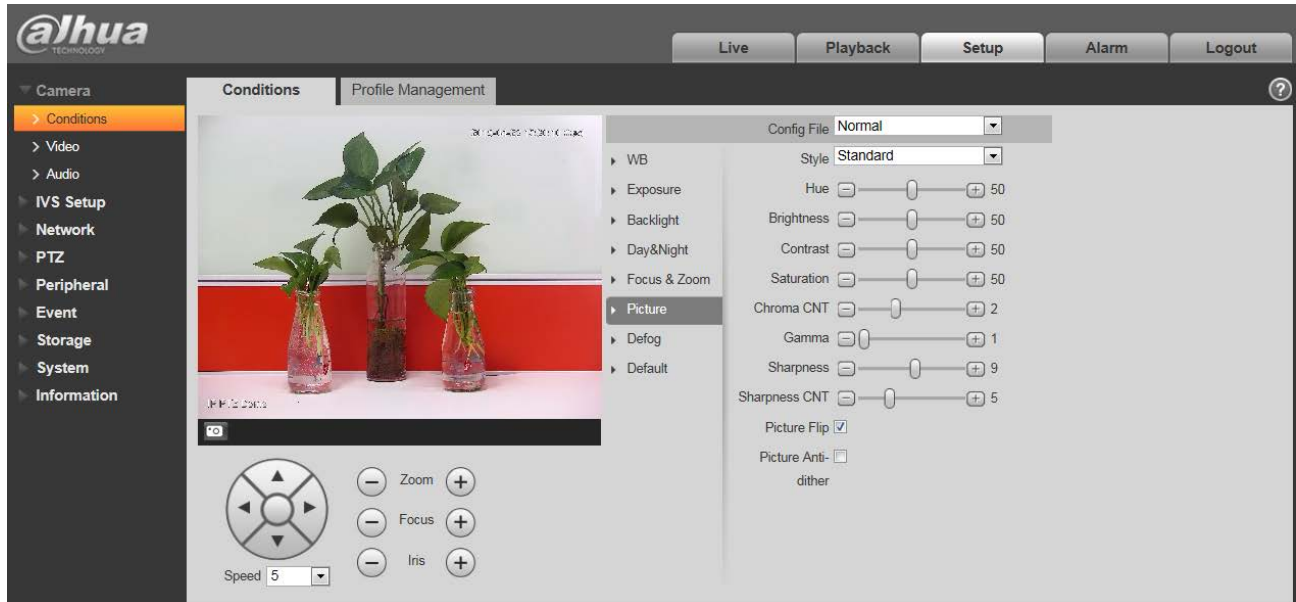 alhua
TECHNOLOGY
Live
Playback
Setup
Alarm
Logout
Camera
Conditions
Video
Audio
IVS Setup
Network
PTZ
Peripheral
Event
Storage
System
Information
Conditions
Profile Management
?
WB
Exposure
Backlight
Day&Night
Focus & Zoom
Picture
Defog
Default
Config File Normal
Style Standard
Hue 50
Brightness 50
Contrast 50
Saturation 50
Chroma CNT 2
Gamma 1
Sharpness 9
Sharpness CNT 5
Picture Flip
Picture Anti-
dither
Zoom
Focus
Iris
Speed 5